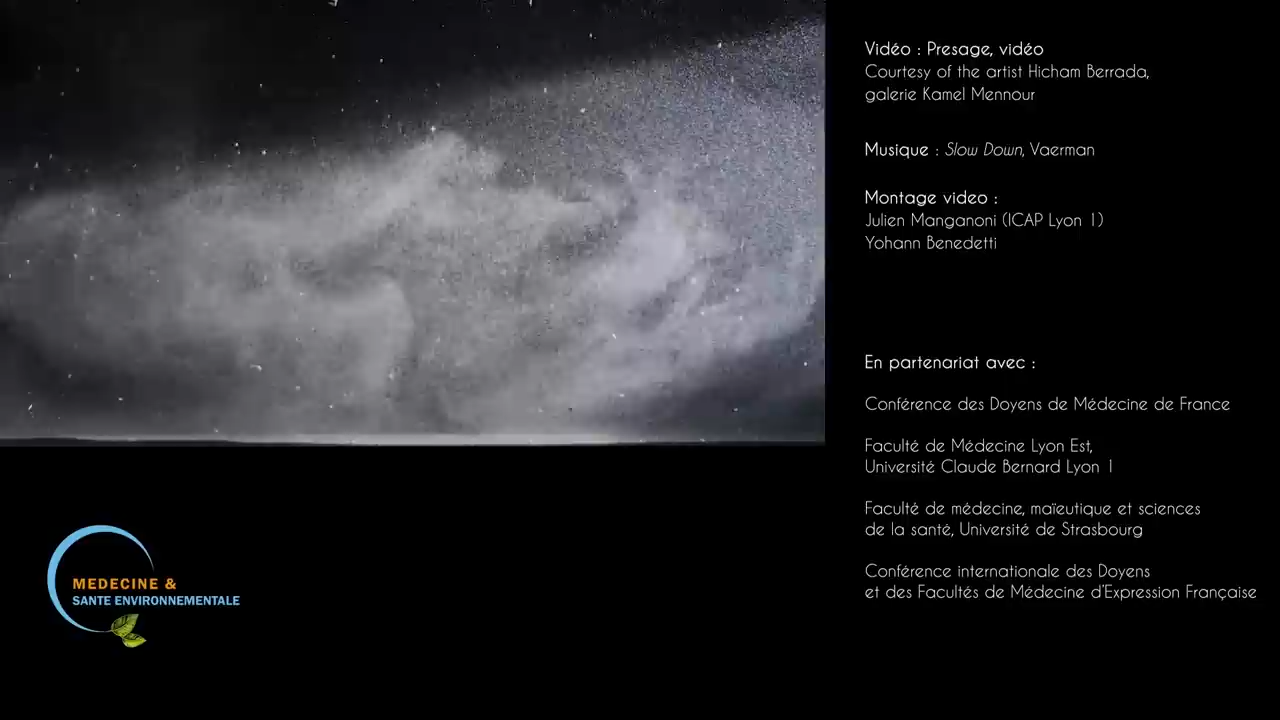 Vidéo : Presage, vidéo
Courtesy of the artist Hicham Berrada,
galerie Kamel Mennour
Musique : Slow Down, Vaerman
Montage video :
Julien Manganoni (ICAP Lyon 1)
Yohann Benedetti
En partenariat avec :
Conférence des Doyens de Médecine de France
Faculté de Médecine Lyon Est,
Université Claude Bernard Lyon 1
Faculté de médecine, maïeutique et sciences
de la santé, Université de Strasbourg
Conférence internationale des Doyens
et des Facultés de Médecine d'Expression Française
MEDECINE &
SANTE ENVIRONNEMENTALE